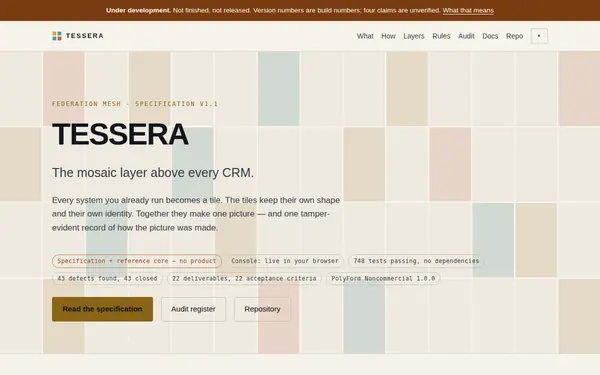 Under development. Not finished, not released. Version numbers are build numbers; four claims are unverified. What that means
TESSERA
What How Layers Rules Audit Docs Repo
FEDERATION MESH · SPECIFICATION V1.1
TESSERA
The mosaic layer above every CRM.
Every system you already run becomes a tile. The tiles keep their own shape
and their own identity. Together they make one picture — and one tamper-
evident record of how the picture was made.
Specification + reference core — no product
Console: live in your browser
748 tests passing, no dependencies
43 defects found, 43 closed
22 deliverables, 22 acceptance criteria
PolyForm Noncommercial 1.0.0
Read the specification
Audit register
Repository